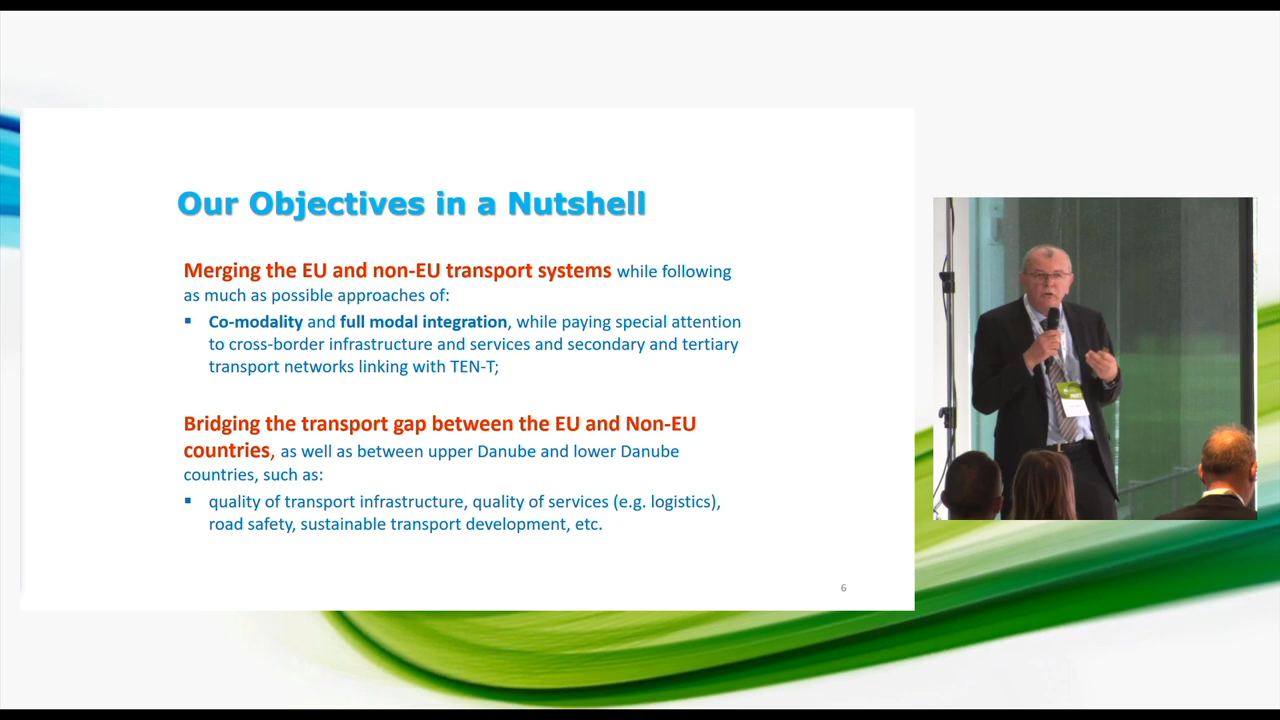 Our Objectives in a Nutshell
Merging the EU and non-EU transport systems while following
as much as possible approaches of:
▪ Co-modality and full modal integration, while paying special attention
to cross-border infrastructure and services and secondary and tertiary
transport networks linking with TEN-T;
Bridging the transport gap between the EU and Non-EU
countries, as well as between upper Danube and lower Danube
countries, such as:
▪ quality of transport infrastructure, quality of services (e.g. logistics),
road safety, sustainable transport development, etc.
6